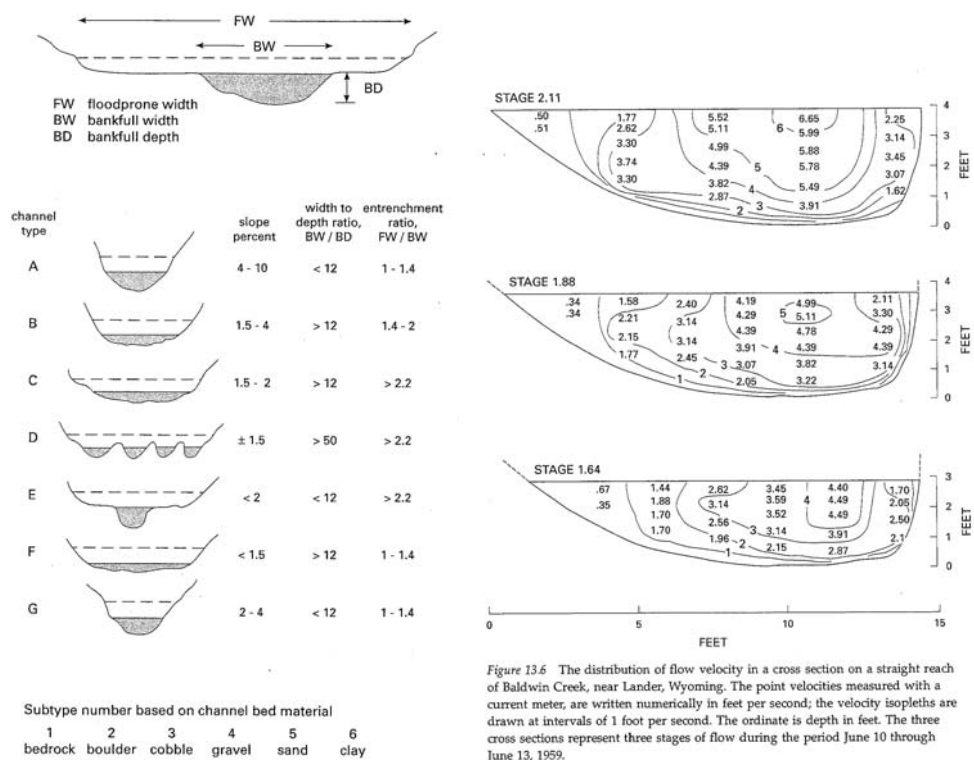 FW
BW
BD
FW floodprone width
BW bankfull width
BD bankfull depth
channel type
slope percent
width to depth ratio, BW / BD
entrenchment ratio, FW / BW
A 4 - 10 < 12 1 - 1.4
B 1.5 - 4 > 12 1.4 - 2
C 1.5 - 2 > 12 > 2.2
D ± 1.5 > 50 > 2.2
E < 2 < 12 > 2.2
F < 1.5 > 12 1 - 1.4
G 2 - 4 < 12 1 - 1.4
Subtype number based on channel bed material
1 2 3 4 5 6
bedrock boulder cobble gravel sand clay
STAGE 2.11
.50 1.77 5.52 6.65 2.25 4
.51 2.62 5.11 6 5.99 3.14 3
3.30 4.99 5.88
3.74 4.39 5 5.78 3.45 2
3.30 3.82 4 5.49 3.07
2.87 3 3.91 1.62 1
2 0
FEET
STAGE 1.88
.34 1.58 2.40 4.19 4.99 2.11 4
.34 2.21 3.14 4.29 5 5.11 3.30 3
2.15 3.14 4.39 4.78 4.29 2
1.77 2.45 3.91 4 4.39 4.39
3 3.07 3.82 3.14 1
1 2 2.05 3.22 0
FEET
STAGE 1.64
.67 1.44 2.62 3.45 4.40 1.70 3
.35 1.88 3.14 3.59 4 4.49 2.05 2
1.70 2.56 3.52 4.49 2.50
1.70 1.96 3 3.14 3.91 2.1 1
1 2 2.15 2.87 0
FEET
0 5 10 15
FEET
Figure 13.6 The distribution of flow velocity in a cross section on a straight reach
of Baldwin Creek, near Lander, Wyoming. The point velocities measured with a
current meter, are written numerically in feet per second; the velocity isopleths are
drawn at intervals of 1 foot per second. The ordinate is depth in feet. The three
cross sections represent three stages of flow during the period June 10 through
June 13, 1959.